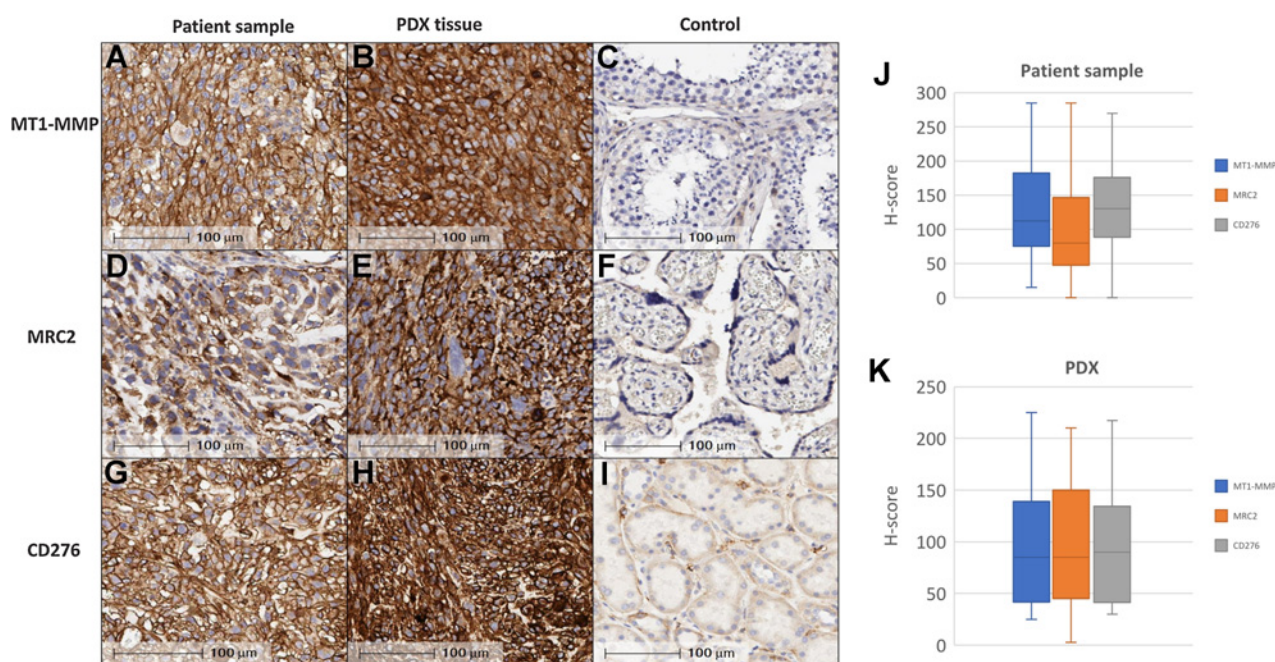 Patient sample
PDX tissue
Control
MT1-MMP
A
100 µm
B
100 µm
C
100 µm
MRC2
D
100 µm
E
100 µm
F
100 µm
CD276
G
100 µm
H
100 µm
I
100 µm
J
Patient sample
H-score
300
250
200
150
100
50
0
MT1-MMP
MRC2
CD276
K
PDX
H-score
250
200
150
100
50
0
MT1-MMP
MRC2
CD276